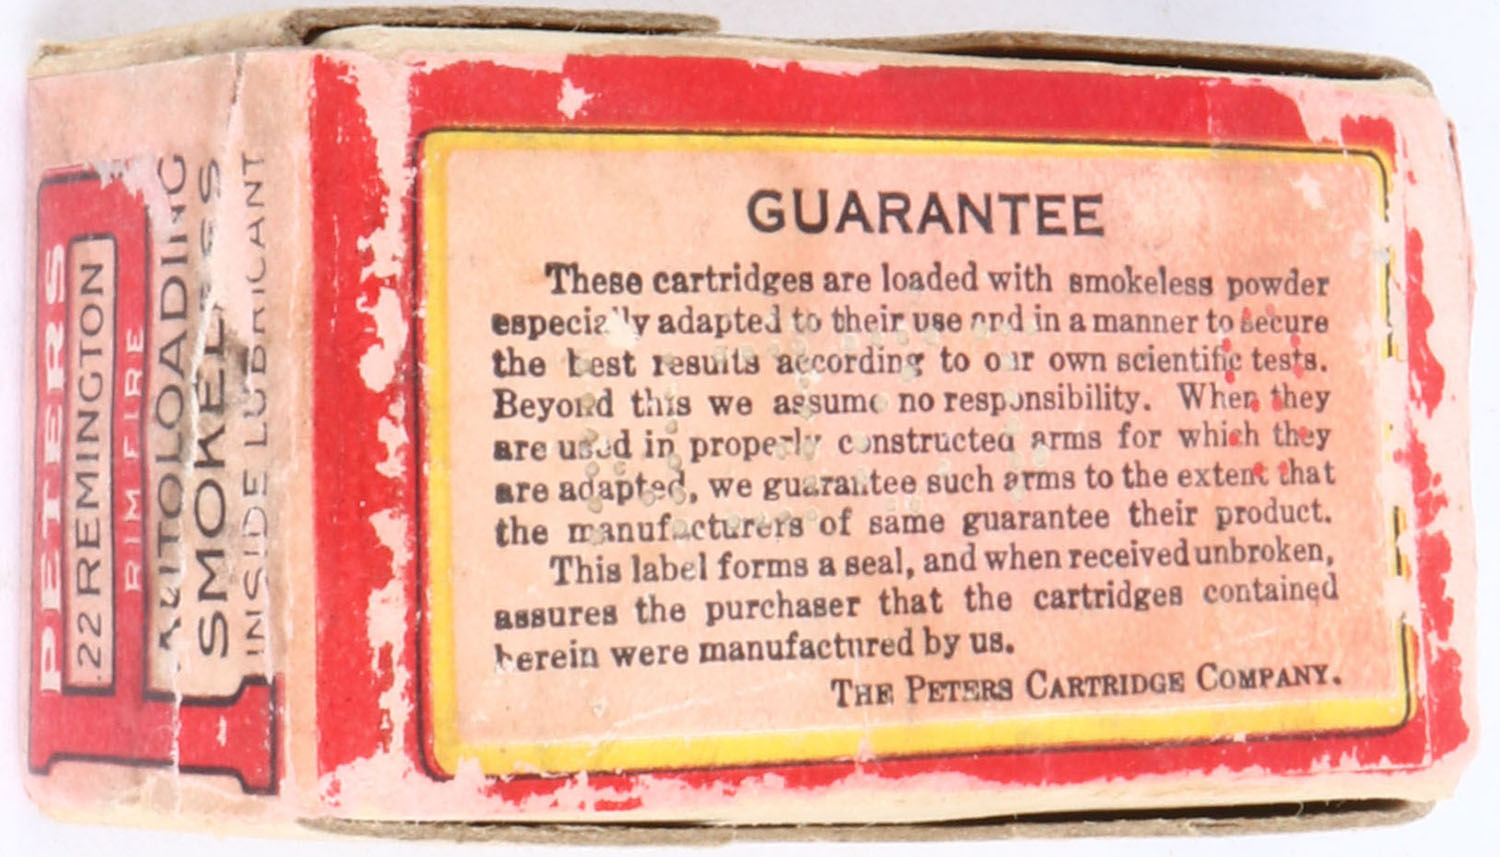 PETERS
.22 REMINGTON
RIM FIRE
AUTOLOADING
SMOKELESS
INSIDE LUBRICANT
GUARANTEE
These cartridges are loaded with smokeless powder
especially adapted to their use and in a manner to secure
the best results according to our own scientific tests.
Beyond this we assume no responsibility. When they
are used in properly constructed arms for which they
are adapted, we guarantee such arms to the extent that
the manufacturers of same guarantee their product.
This label forms a seal, and when received unbroken,
assures the purchaser that the cartridges contained
herein were manufactured by us.
THE PETERS CARTRIDGE COMPANY.